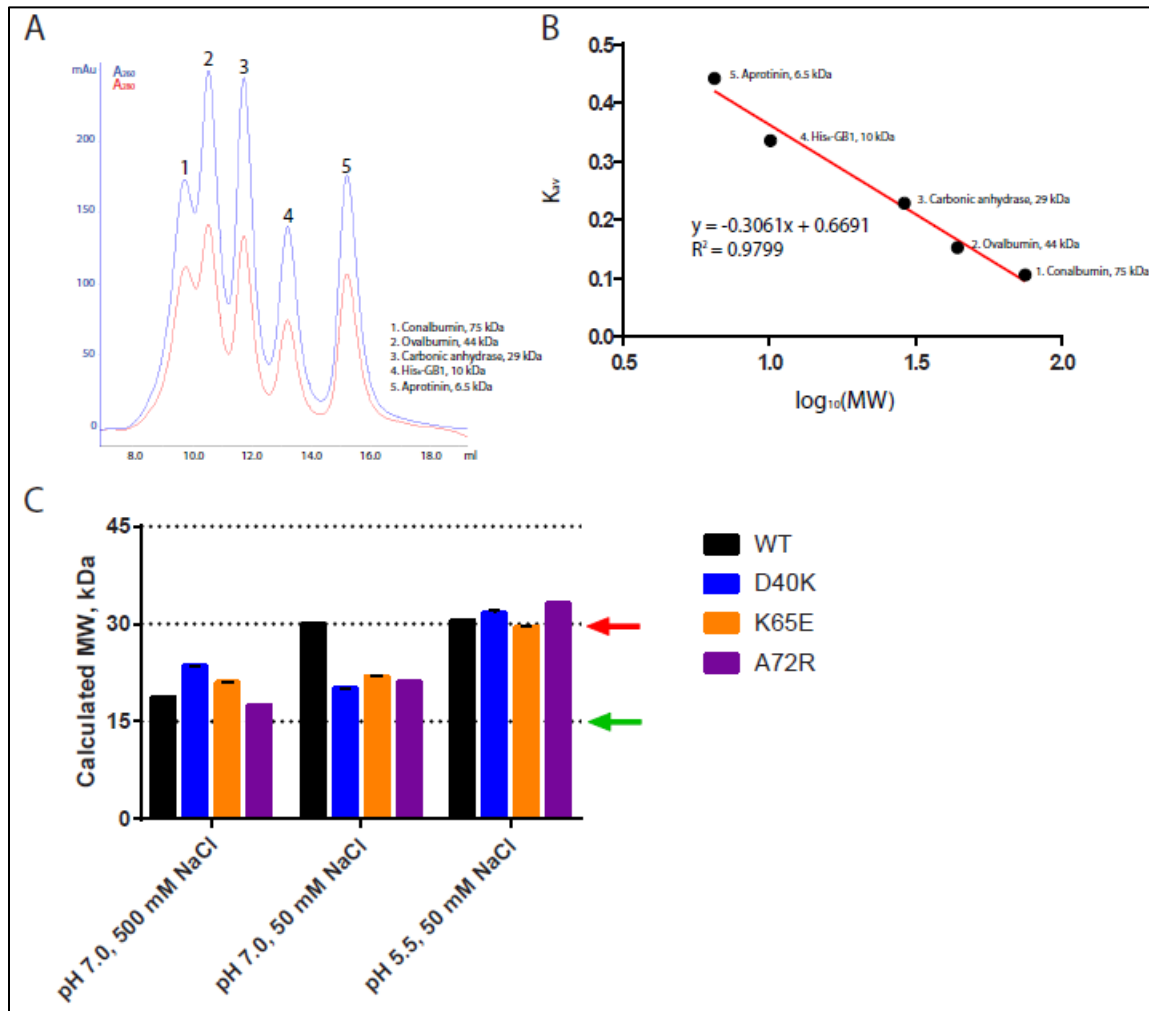 A
mAu
A₂₆₀
A₂₈₀
200
150
100
50
0
1
2
3
4
5
1. Conalbumin, 75 kDa
2. Ovalbumin, 44 kDa
3. Carbonic anhydrase, 29 kDa
4. His₆-GB1, 10 kDa
5. Aprotinin, 6.5 kDa
8.0 10.0 12.0 14.0 16.0 18.0 ml
B
0.5
0.4
0.3
0.2
0.1
0.0
Kav
5. Aprotinin, 6.5 kDa
4. His₆-GB1, 10 kDa
3. Carbonic anhydrase, 29 kDa
2. Ovalbumin, 44 kDa
1. Conalbumin, 75 kDa
y = -0.3061x + 0.6691
R² = 0.9799
0.5 1.0 1.5 2.0
log₁₀(MW)
C
Calculated MW, kDa
45
30
15
0
pH 7.0, 500 mM NaCl
pH 7.0, 50 mM NaCl
pH 5.5, 50 mM NaCl
WT
D40K
K65E
A72R